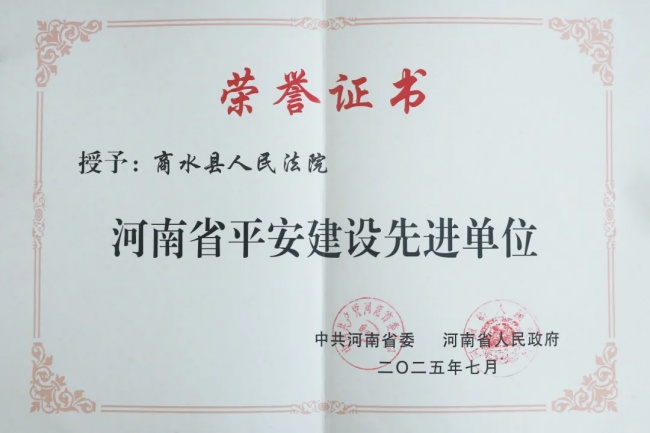 荣誉证书
授予：商水县人民法院
河南省平安建设先进单位
中共河南省委 河南省人民政府
二〇二五年七月